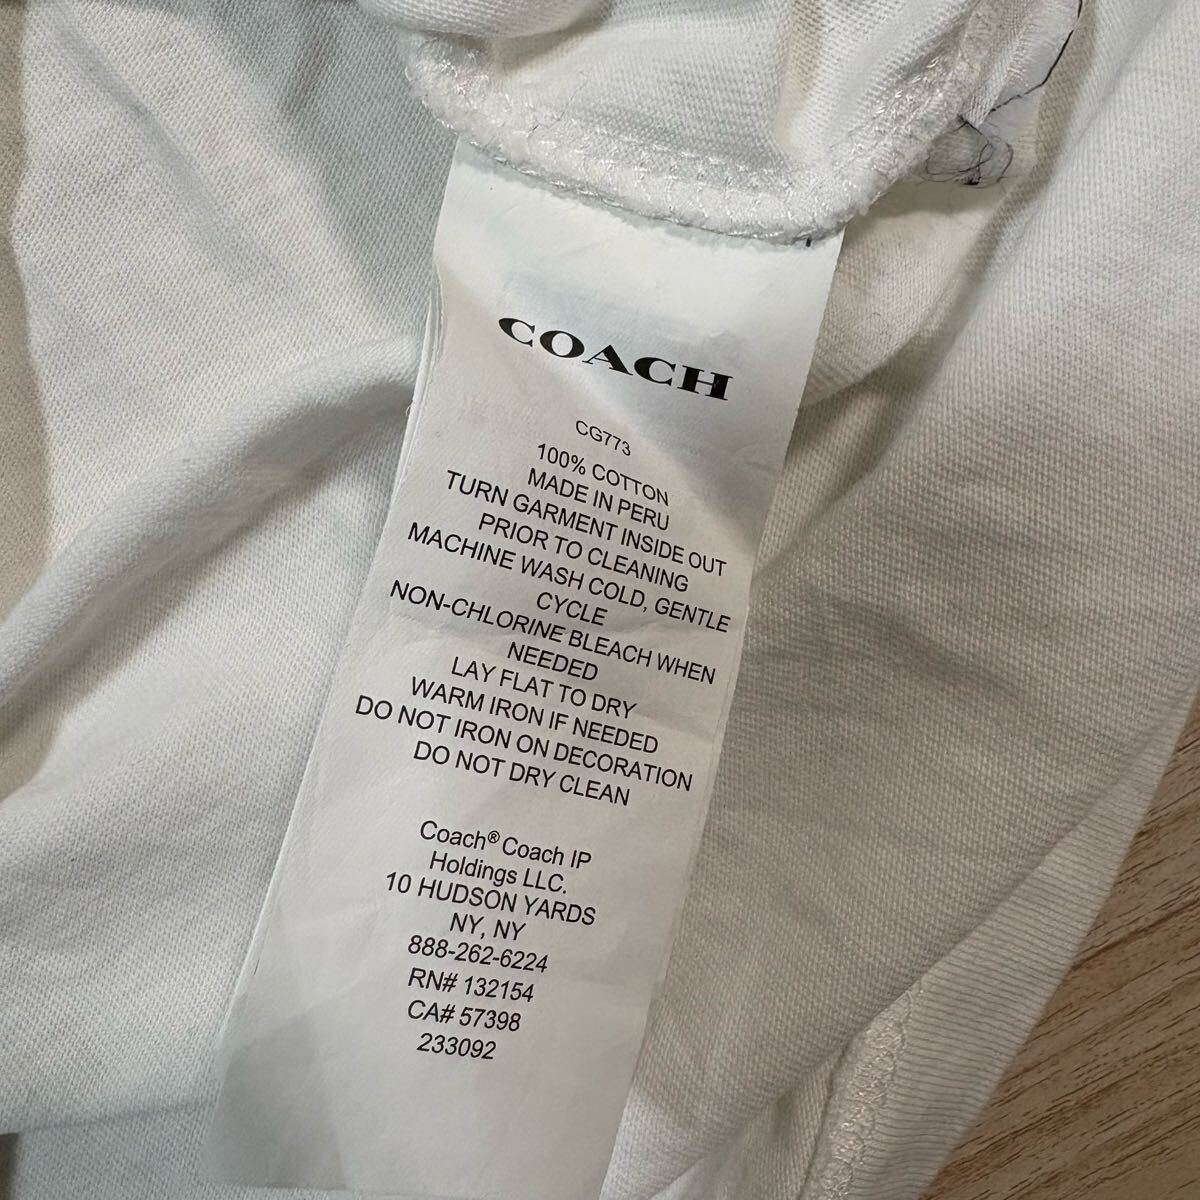 COACH
CG773
100% COTTON
MADE IN PERU
TURN GARMENT INSIDE OUT
PRIOR TO CLEANING
MACHINE WASH COLD, GENTLE
CYCLE
NON-CHLORINE BLEACH WHEN
NEEDED
LAY FLAT TO DRY
WARM IRON IF NEEDED
DO NOT IRON ON DECORATION
DO NOT DRY CLEAN
Coach® Coach IP
Holdings LLC.
10 HUDSON YARDS
NY, NY
888-262-6224
RN# 132154
CA# 57398
233092